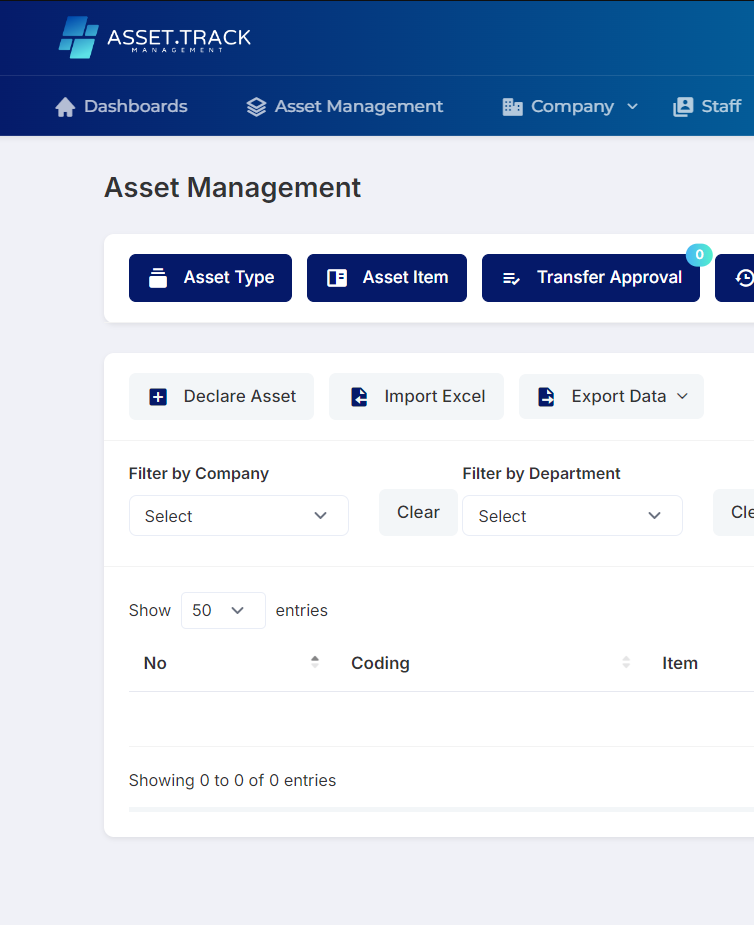 ASSET.TRACK
MANAGEMENT
Dashboards Asset Management Company Staff
Asset Management
0
Asset Type Asset Item Transfer Approval
Declare Asset Import Excel Export Data
Filter by Company Filter by Department
Select Clear Select Cle
Show 50 entries
No Coding Item
Showing 0 to 0 of 0 entries